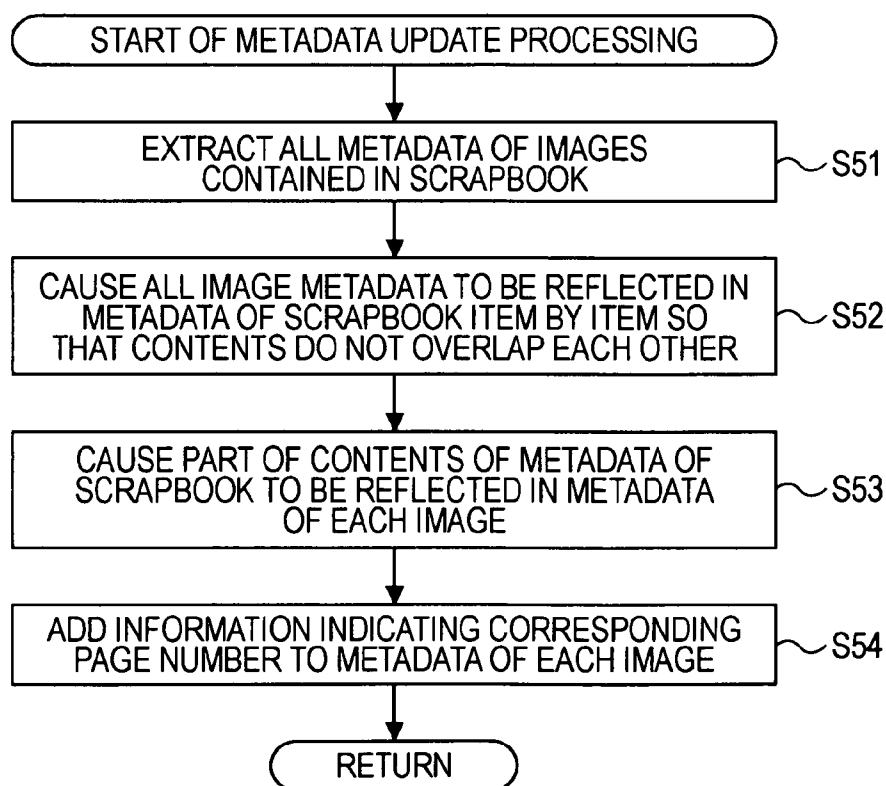 START OF METADATA UPDATE PROCESSING
EXTRACT ALL METADATA OF IMAGES
CONTAINED IN SCRAPBOOK
S51
CAUSE ALL IMAGE METADATA TO BE REFLECTED IN
METADATA OF SCRAPBOOK ITEM BY ITEM SO
THAT CONTENTS DO NOT OVERLAP EACH OTHER
S52
CAUSE PART OF CONTENTS OF METADATA OF
SCRAPBOOK TO BE REFLECTED IN METADATA
OF EACH IMAGE
S53
ADD INFORMATION INDICATING CORRESPONDING
PAGE NUMBER TO METADATA OF EACH IMAGE
S54
RETURN